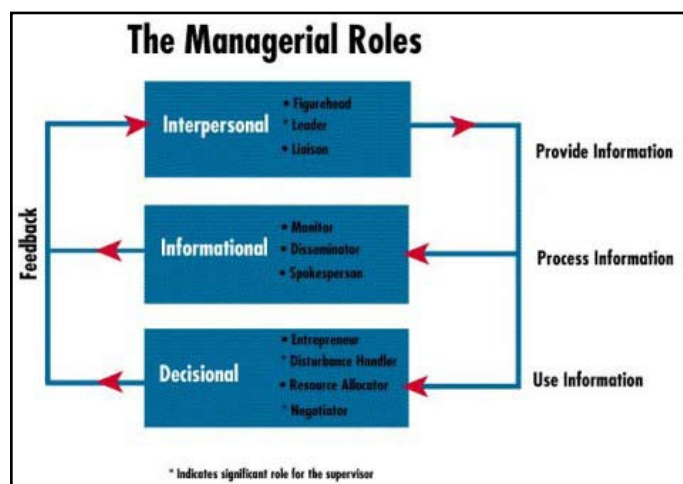 The Managerial Roles
Interpersonal
• Figurehead
* Leader
• Liaison
Provide Information
Feedback
Informational
• Monitor
• Disseminator
• Spokesperson
Process Information
Decisional
• Entrepreneur
* Disturbance Handler
• Resource Allocator
* Negotiator
Use Information
* Indicates significant role for the supervisor